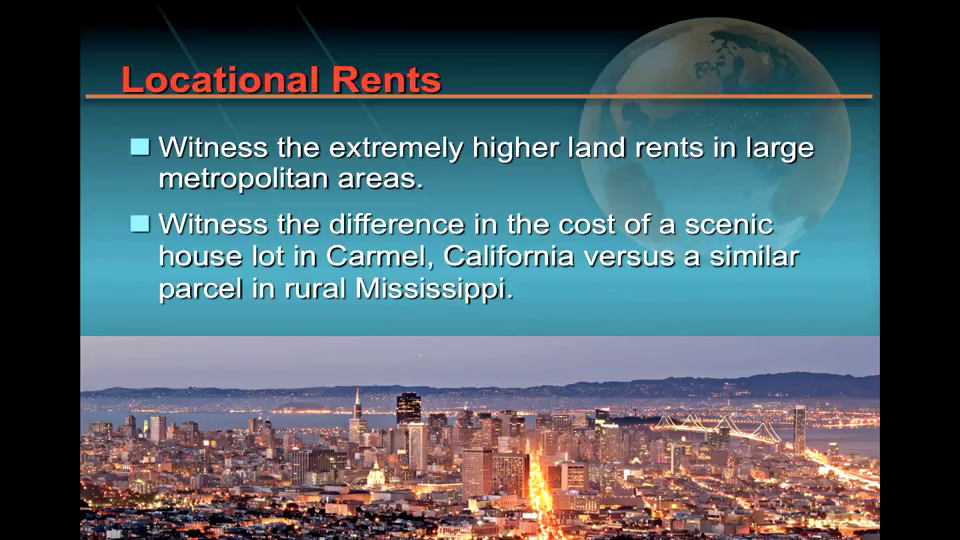 Locational Rents
Witness the extremely higher land rents in large
metropolitan areas.
Witness the difference in the cost of a scenic
house lot in Carmel, California versus a similar
parcel in rural Mississippi.